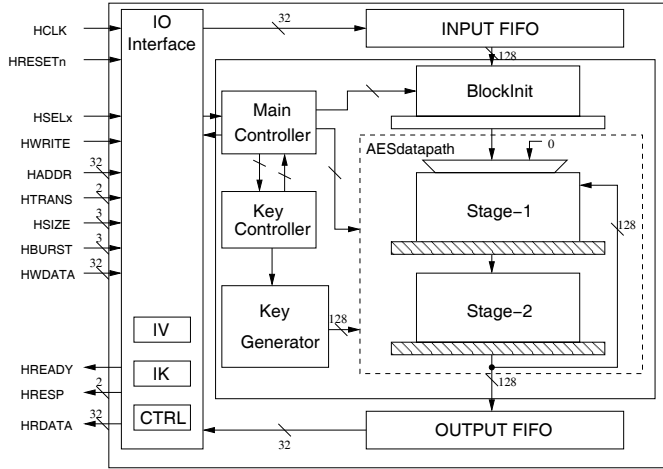 HCLK
HRESETn
HSELx
HWRITE
HADDR
32
HTRANS
2
HSIZE
3
HBURST
3
HWDATA
32
HREADY
HRESP
2
HRDATA
32
IO
Interface
IV
IK
CTRL
32
INPUT FIFO
128
BlockInit
Main
Controller
Key
Controller
Key
Generator
128
AESdatapath
0
Stage-1
128
Stage-2
128
OUTPUT FIFO
32